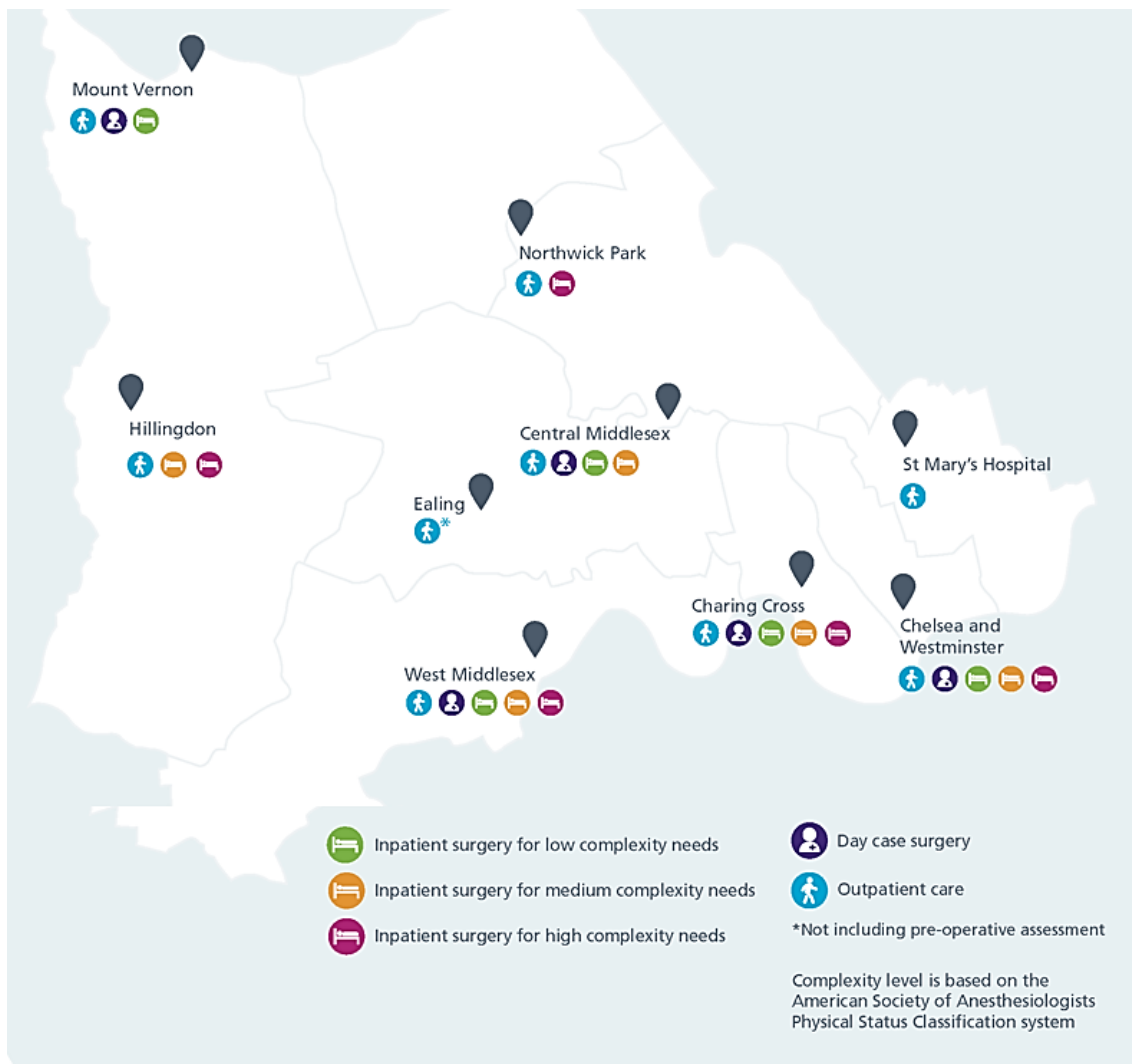 Mount Vernon
Northwick Park
Hillingdon
Central Middlesex
St Mary’s Hospital
Ealing
*
Charing Cross
Chelsea and
Westminster
West Middlesex
Inpatient surgery for low complexity needs
Inpatient surgery for medium complexity needs
Inpatient surgery for high complexity needs
Day case surgery
Outpatient care
*Not including pre-operative assessment
Complexity level is based on the
American Society of Anesthesiologists
Physical Status Classification system